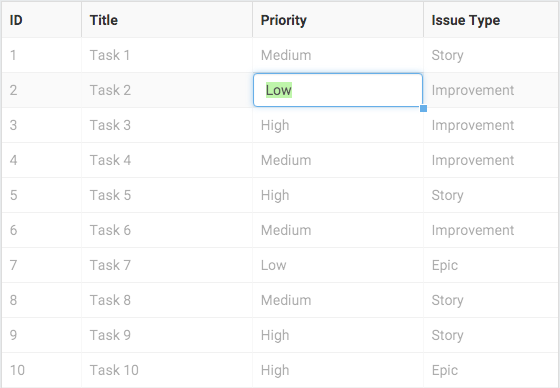 ID Title Priority Issue Type
1 Task 1 Medium Story
2 Task 2 Low Improvement
3 Task 3 High Improvement
4 Task 4 Medium Improvement
5 Task 5 High Story
6 Task 6 Medium Improvement
7 Task 7 Low Epic
8 Task 8 Medium Story
9 Task 9 High Story
10 Task 10 High Epic